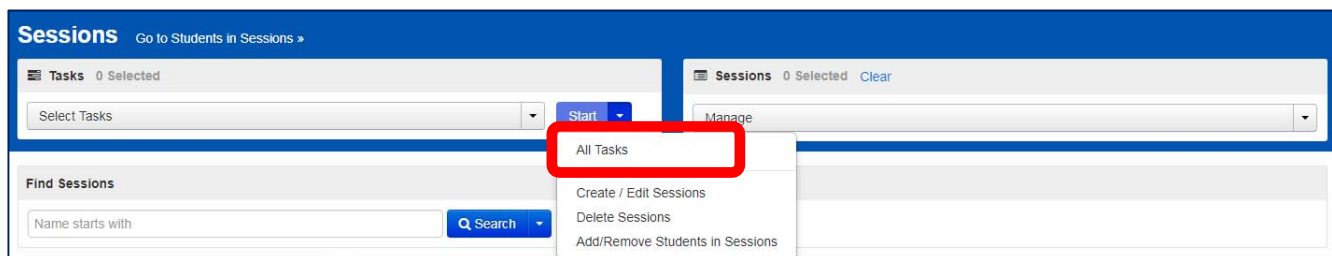 Sessions Go to Students in Sessions »
Tasks 0 Selected
Sessions 0 Selected Clear
Select Tasks
Start
Manage
All Tasks
Find Sessions
Create / Edit Sessions
Name starts with
Search
Delete Sessions
Add/Remove Students in Sessions